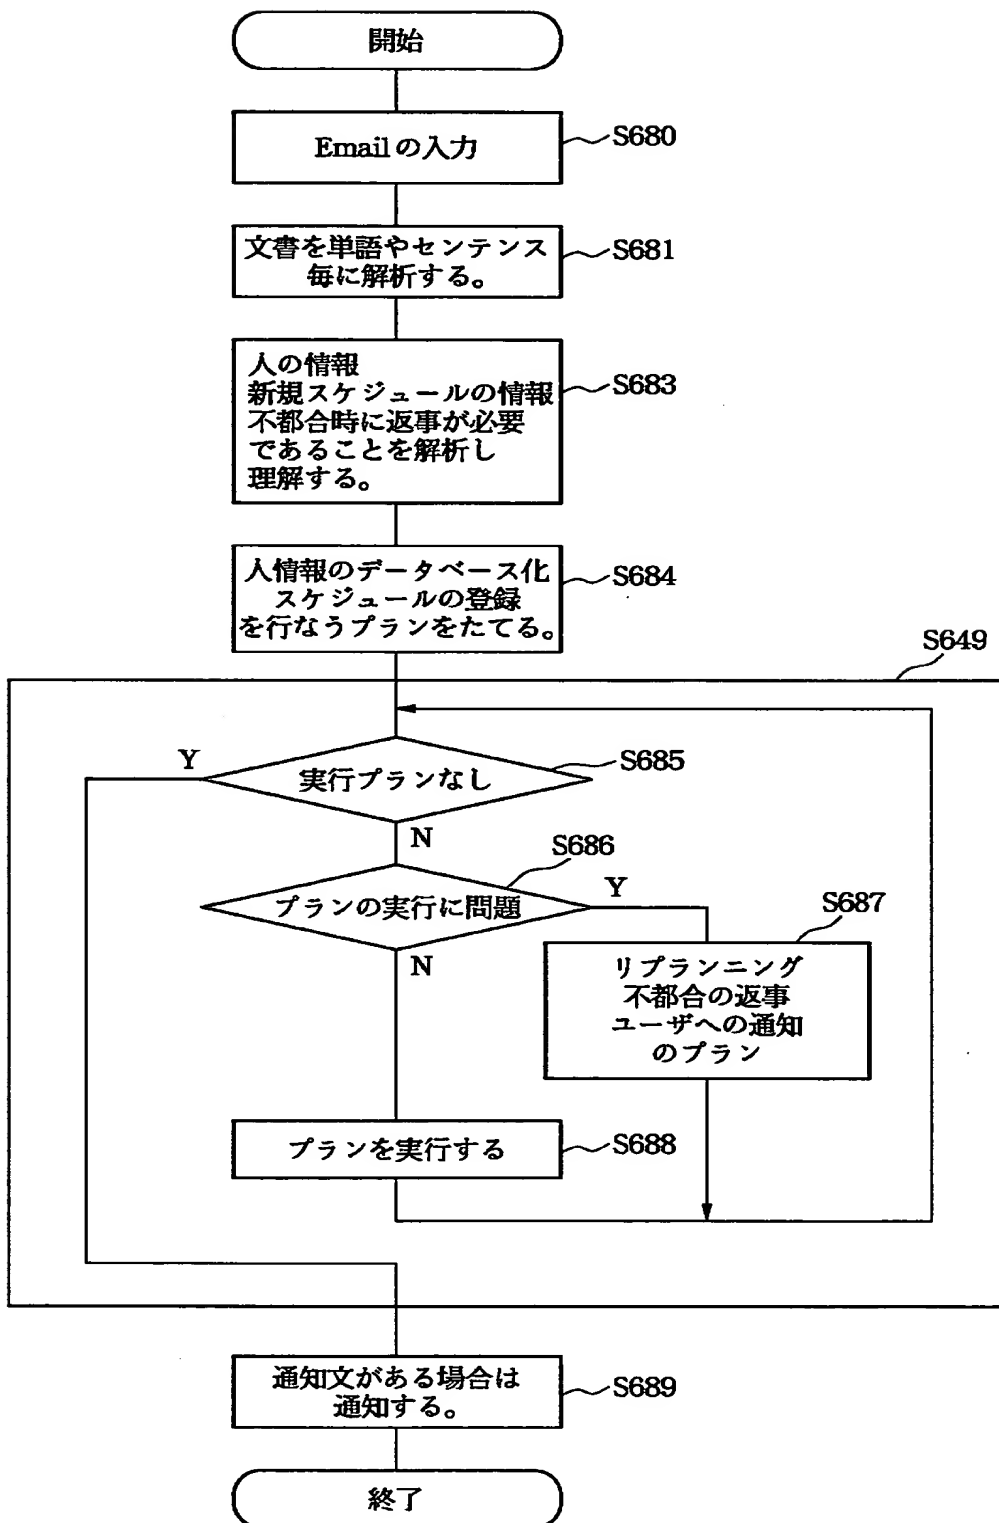 開始
Emailの入力
S680
文書を単語やセンテンス
毎に解析する。
S681
人の情報
新規スケジュールの情報
不都合時に返事が必要
であることを解析し
理解する。
S683
人情報のデータベース化
スケジュールの登録
を行なうプランをたてる。
S684
S649
実行プランなし
S685
Y
N
プランの実行に問題
S686
Y
N
リプランニング
不都合の返事
ユーザへの通知
のプラン
S687
プランを実行する
S688
通知文がある場合は
通知する。
S689
終了